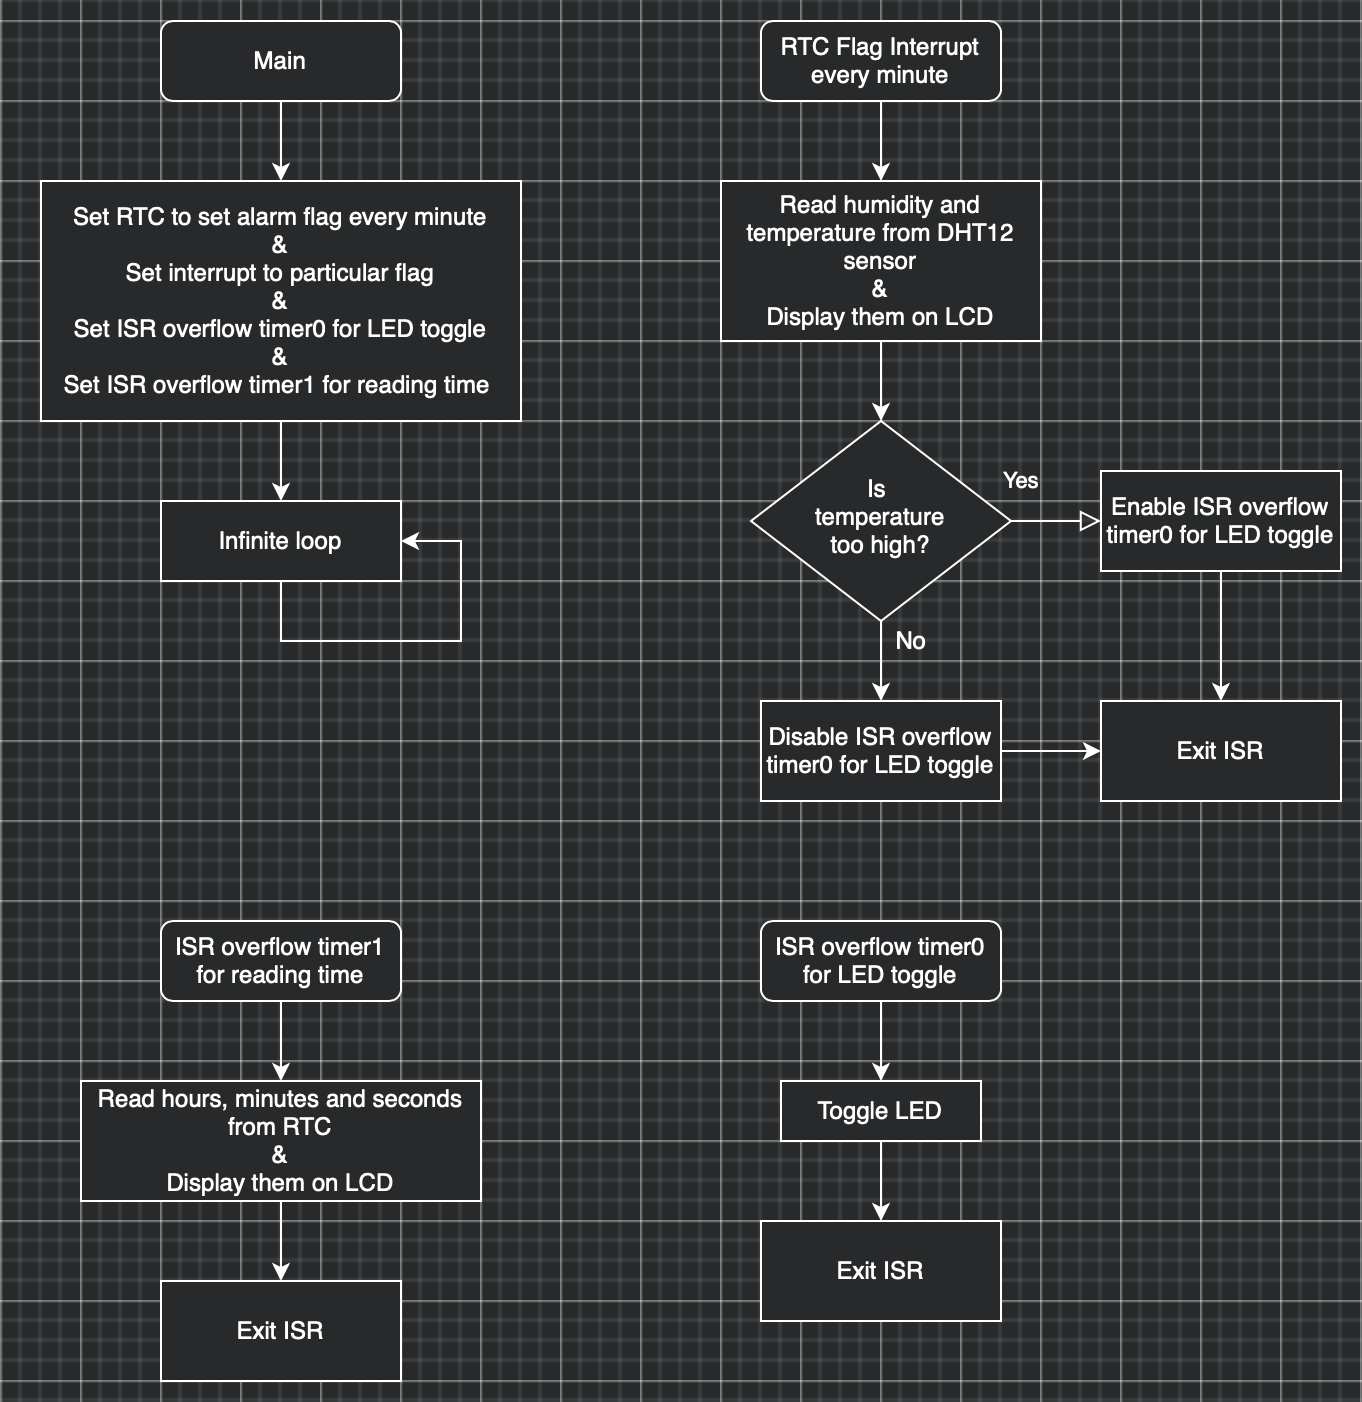 Main
Set RTC to set alarm flag every minute
&
Set interrupt to particular flag
&
Set ISR overflow timer0 for LED toggle
&
Set ISR overflow timer1 for reading time
Infinite loop
RTC Flag Interrupt
every minute
Read humidity and
temperature from DHT12
sensor
&
Display them on LCD
Is
temperature
too high?
Yes
Enable ISR overflow
timer0 for LED toggle
No
Disable ISR overflow
timer0 for LED toggle
Exit ISR
ISR overflow timer1
for reading time
Read hours, minutes and seconds
from RTC
&
Display them on LCD
Exit ISR
ISR overflow timer0
for LED toggle
Toggle LED
Exit ISR